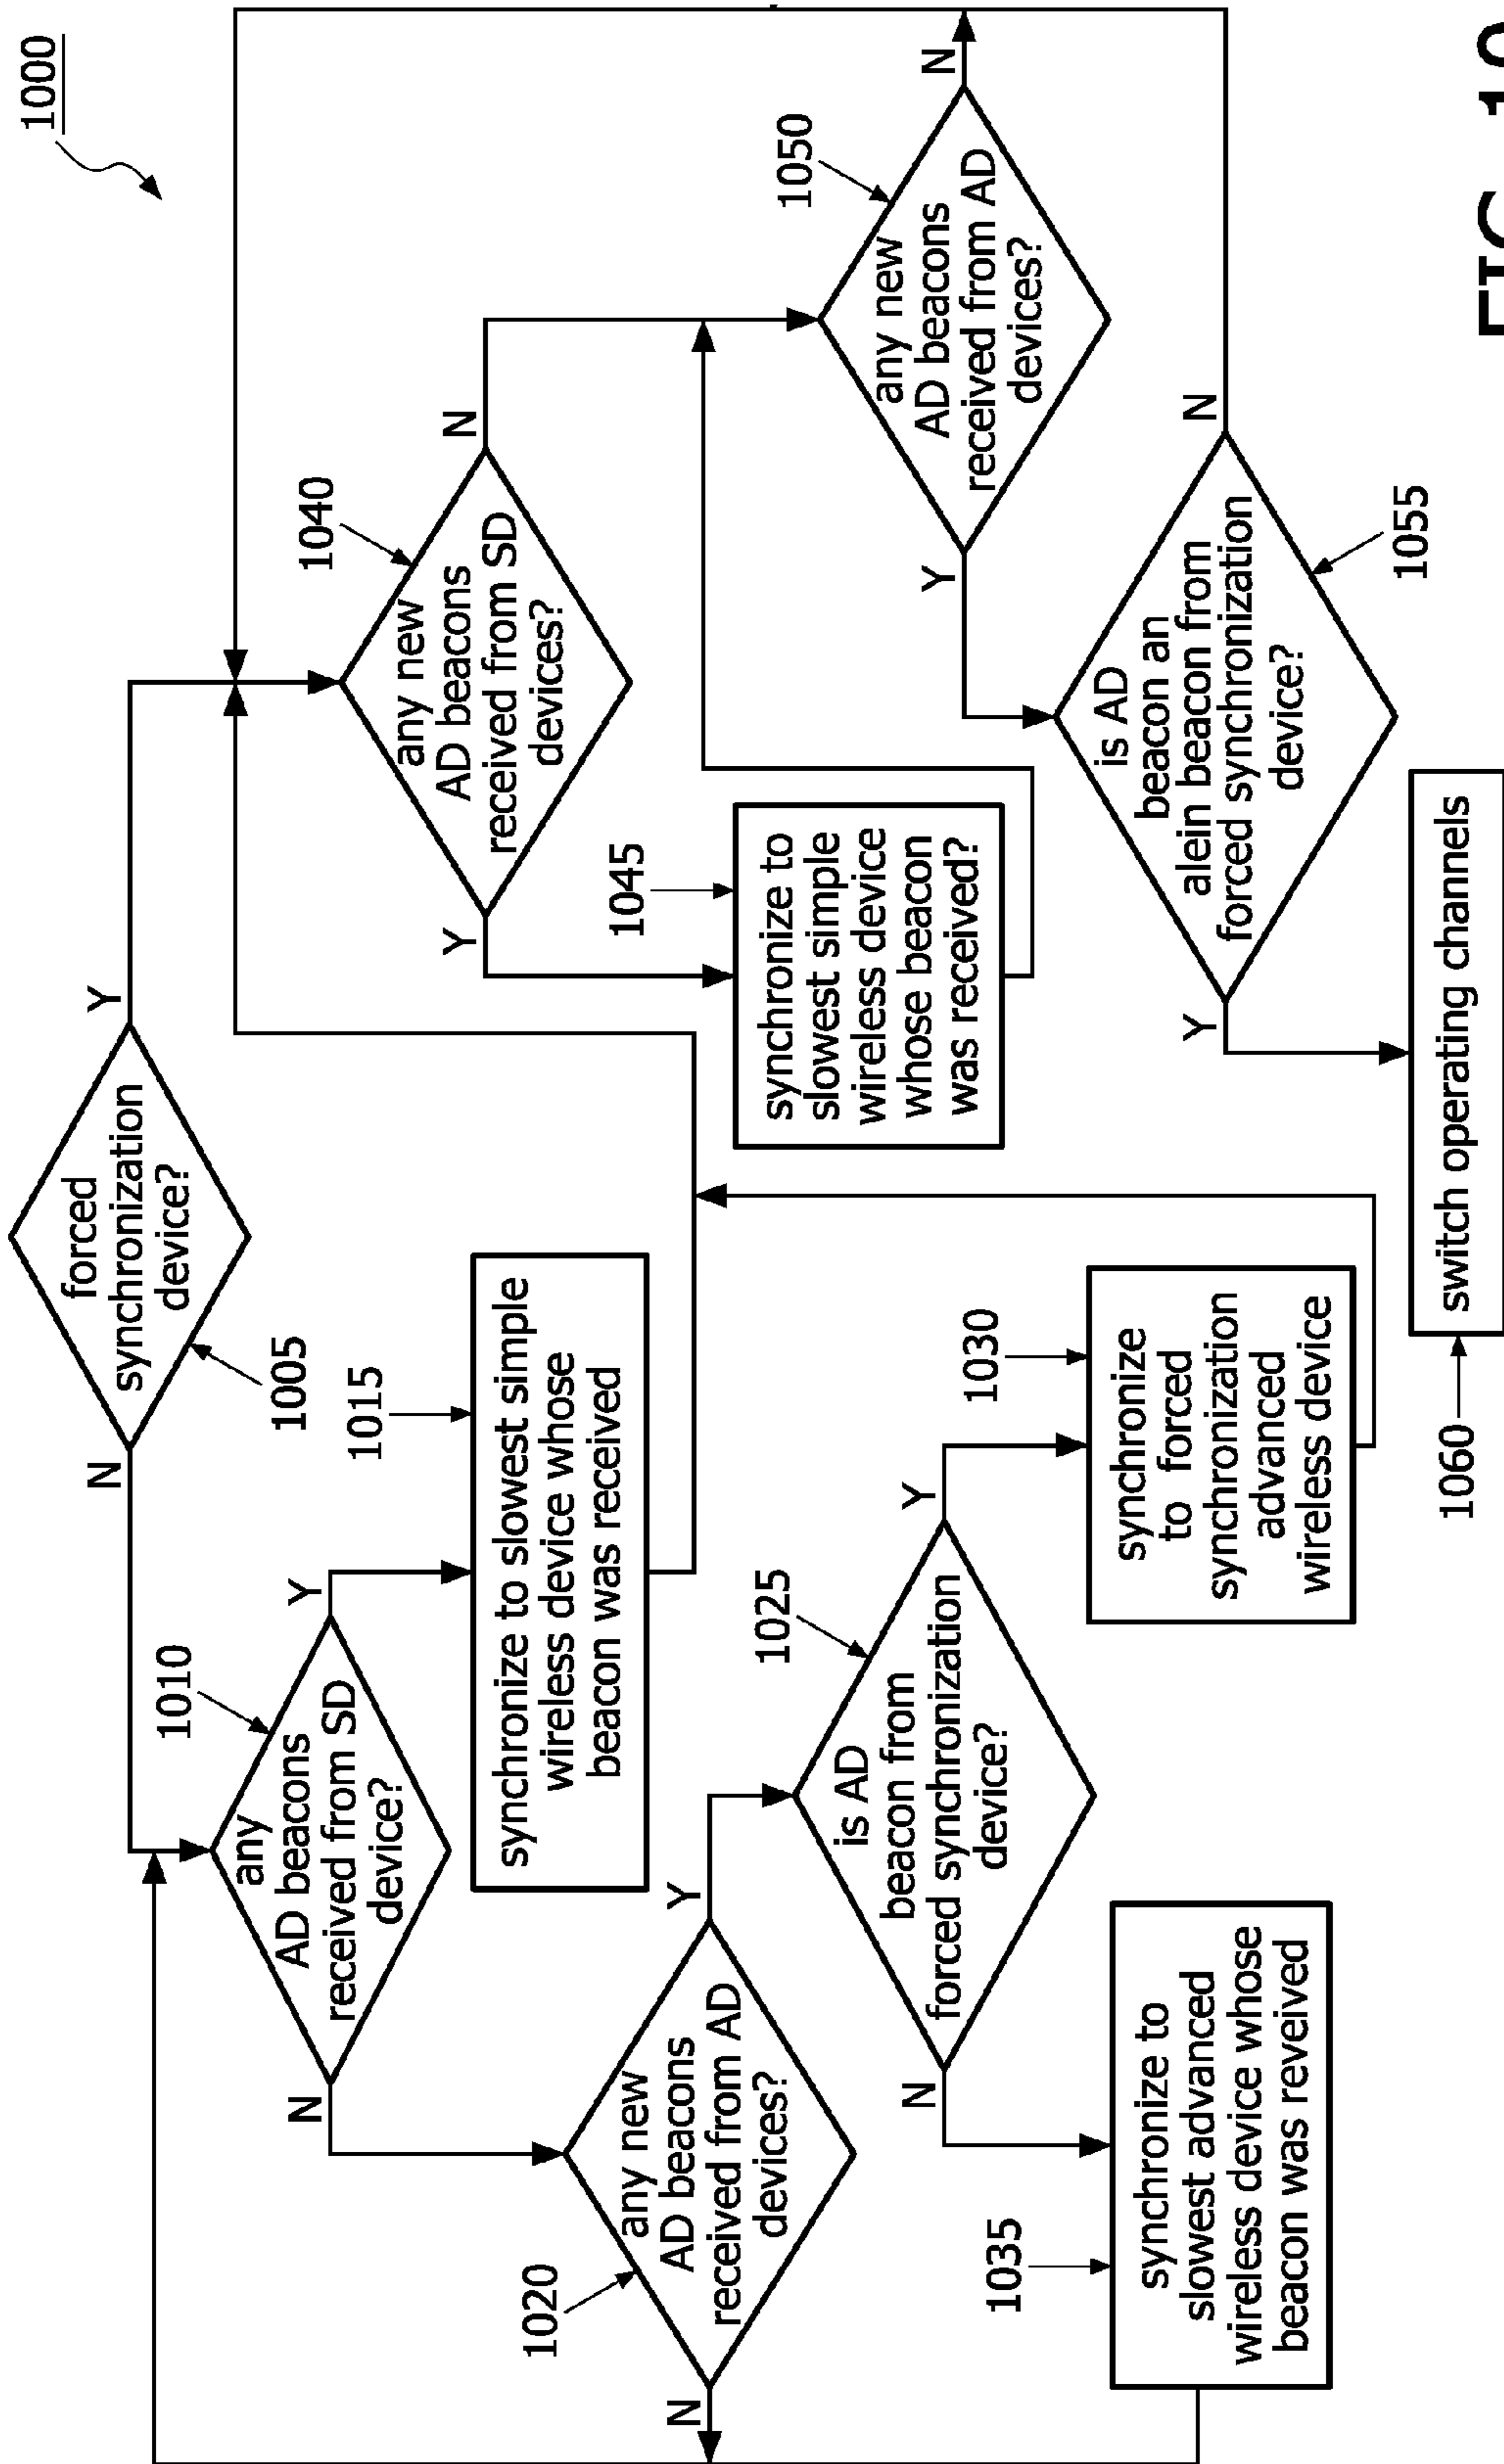 1000
forced
synchronization
device?
1005
N
Y
1010
any
AD beacons
received from SD
device?
N
Y
1015
synchronize to slowest simple
wireless device whose
beacon was received
1020
any new
AD beacons
received from AD
devices?
N
Y
1025
is AD
beacon from
forced synchronization
device?
N
Y
1030
synchronize
to forced
synchronization
advanced
wireless device
1035
synchronize to
slowest advanced
wireless device whose
beacon was reveived
1040
any new
AD beacons
received from SD
devices?
Y
N
1045
synchronize to
slowest simple
wireless device
whose beacon
was received?
1050
any new
AD beacons
received from AD
devices?
Y
N
1055
is AD
beacon an
alein beacon from
forced synchronization
device?
Y
N
1060
switch operating channels